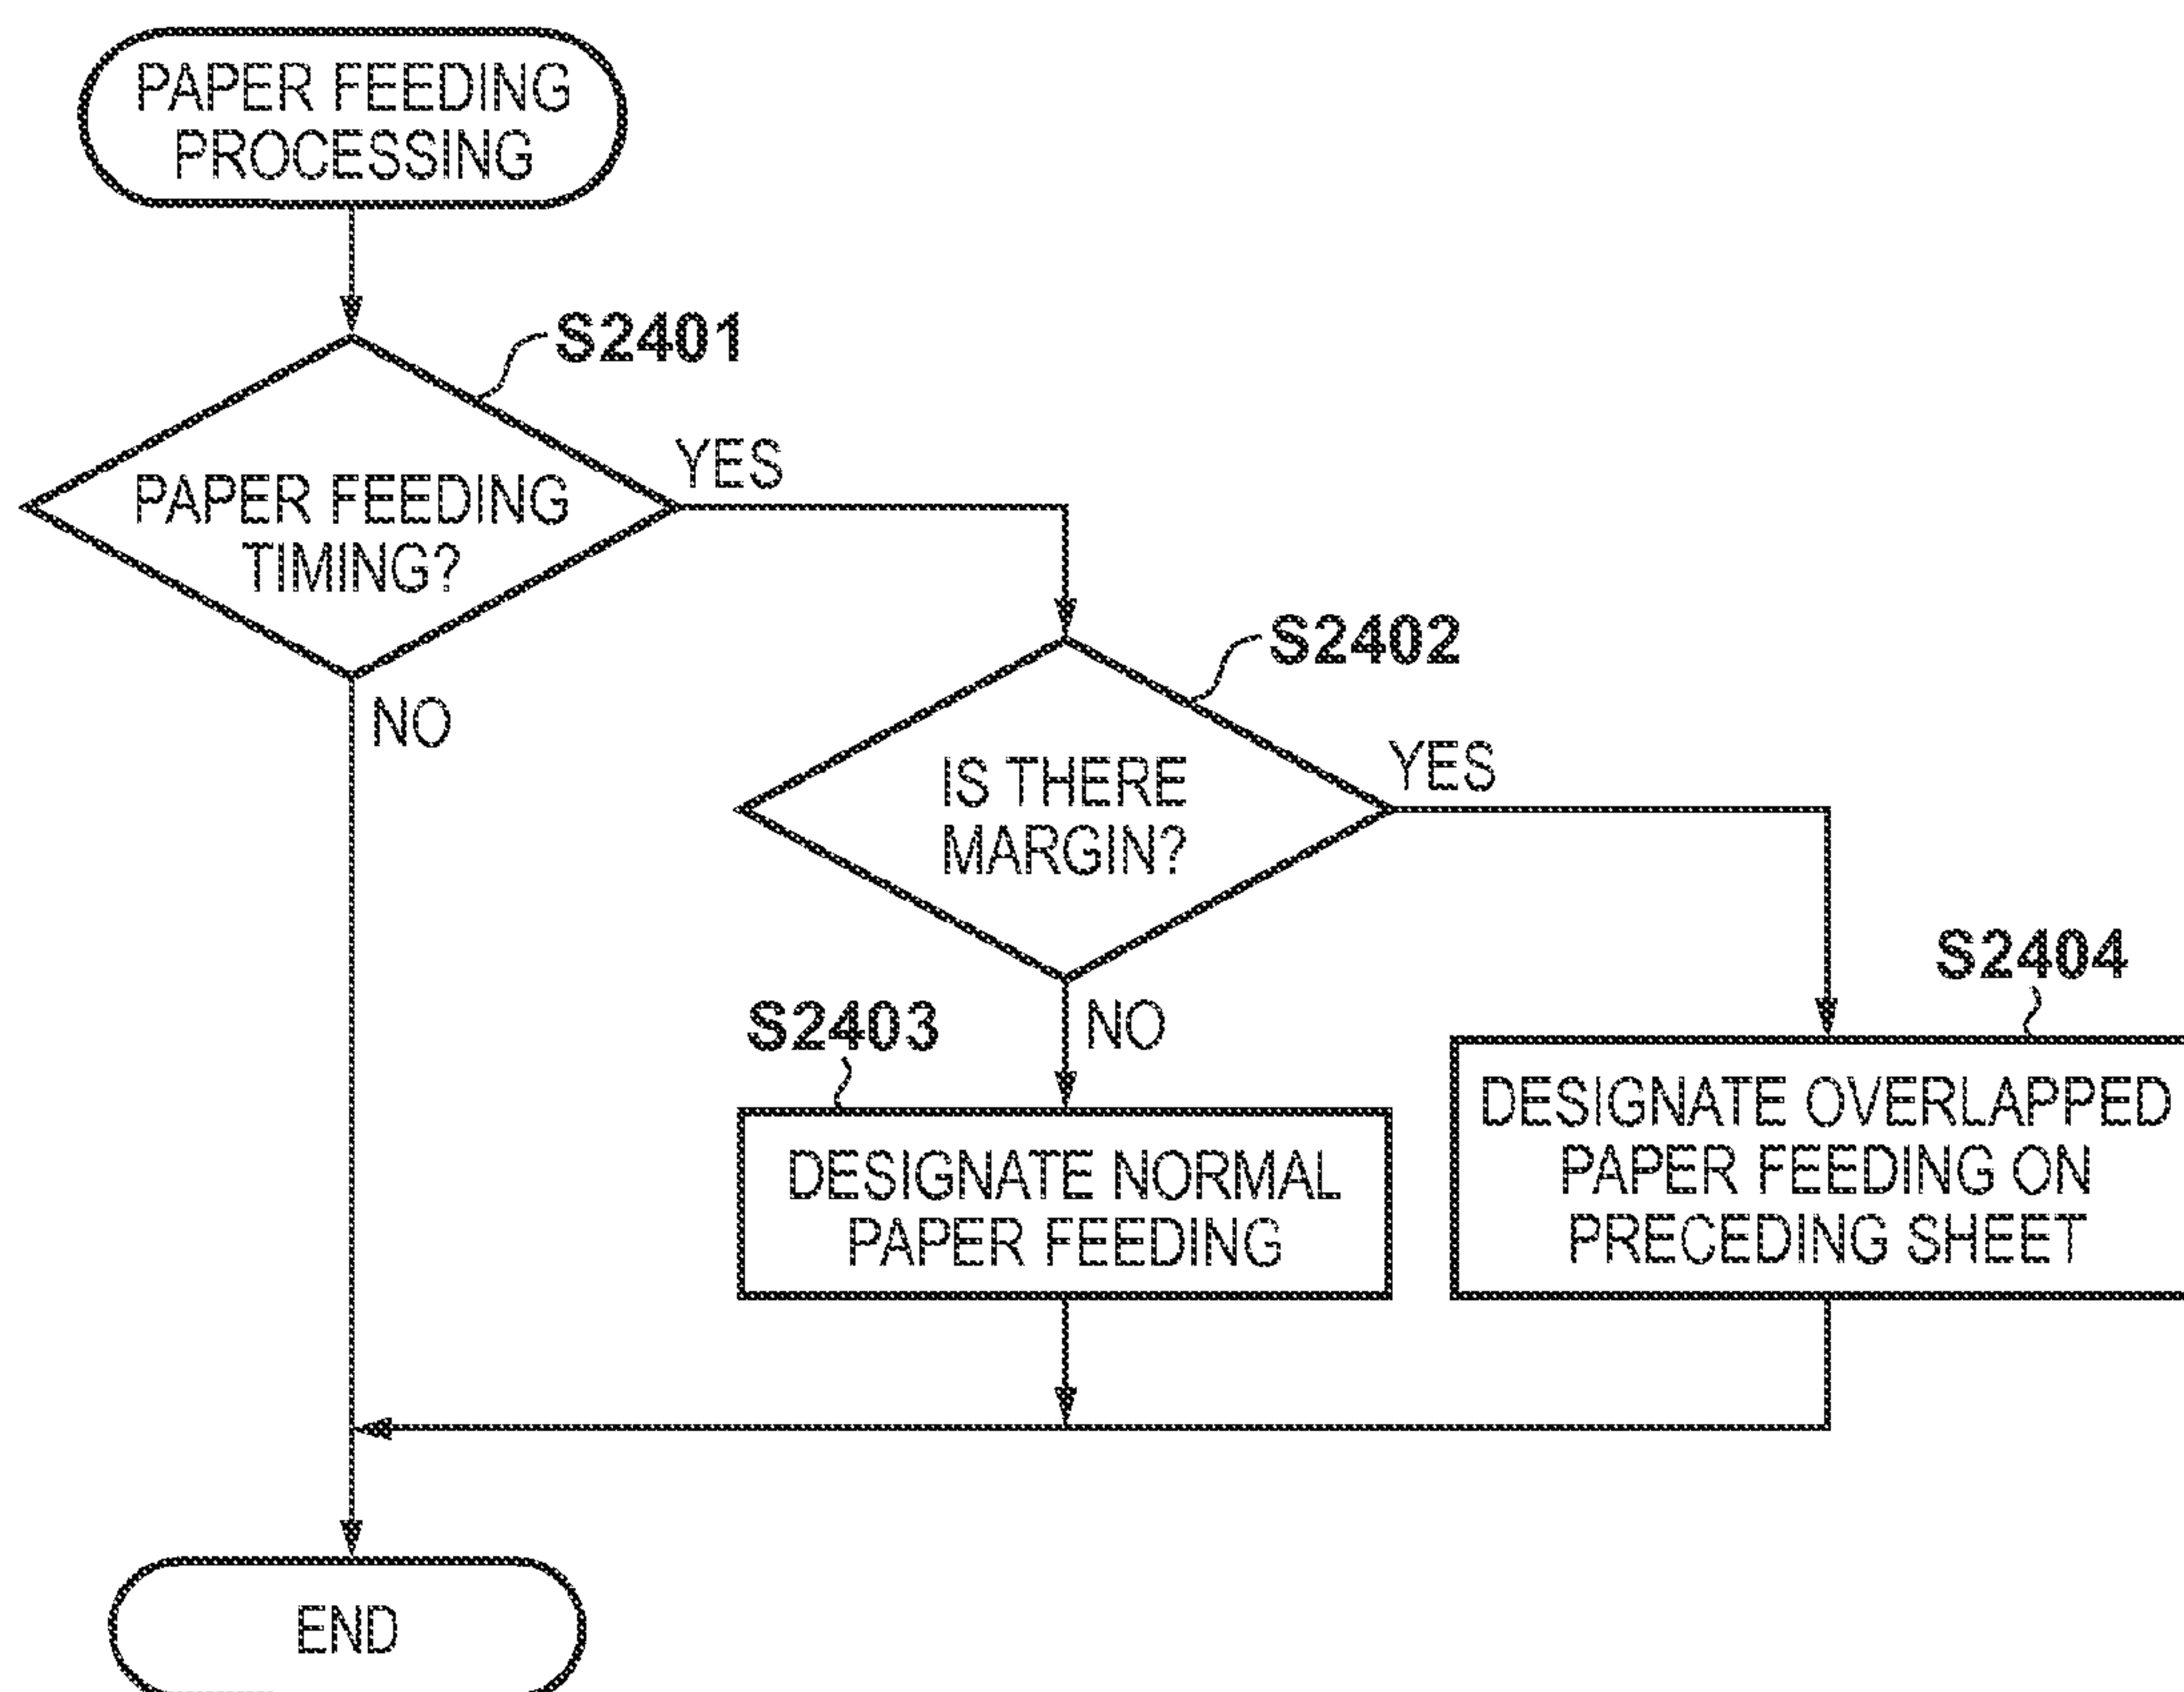 PAPER FEEDING
PROCESSING
S2401
PAPER FEEDING
TIMING?
YES
NO
S2402
IS THERE
MARGIN?
YES
NO
S2403
DESIGNATE NORMAL
PAPER FEEDING
S2404
DESIGNATE OVERLAPPED
PAPER FEEDING ON
PRECEDING SHEET
END